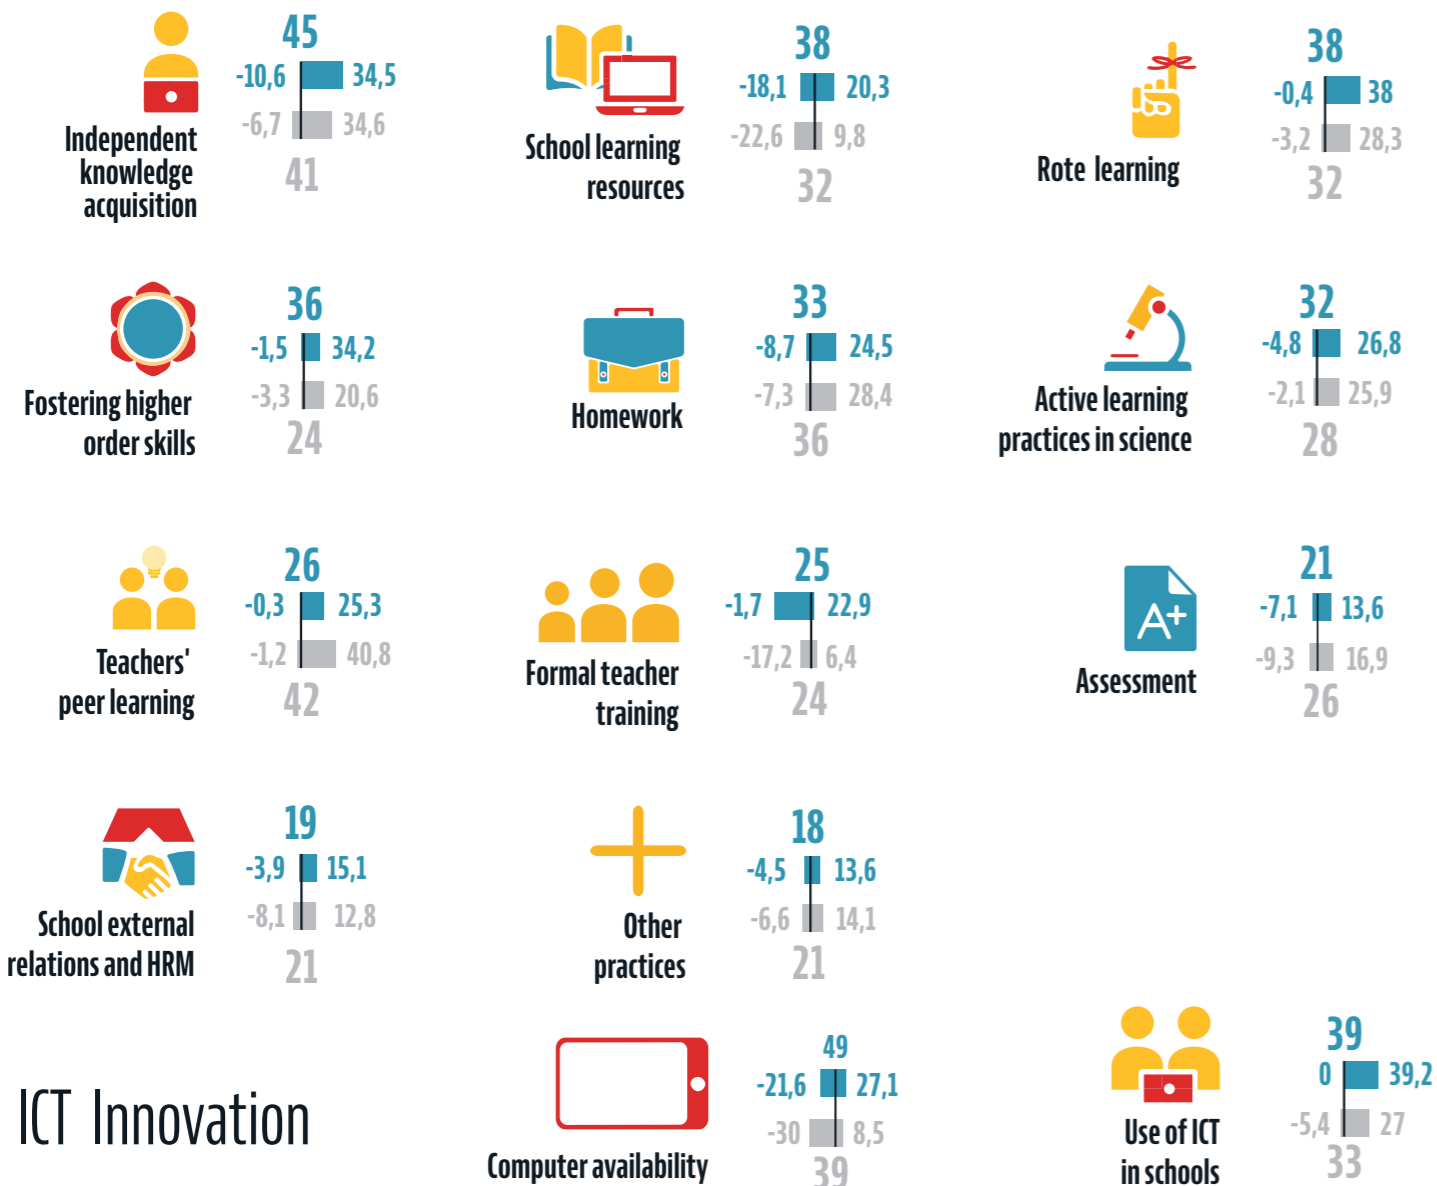 45
-10,6 34,5
-6,7 34,6
41
Independent
knowledge
acquisition
38
-18,1 20,3
-22,6 9,8
32
School learning
resources
38
-0,4 38
-3,2 28,3
32
Rote learning
36
-1,5 34,2
-3,3 20,6
24
Fostering higher
order skills
33
-8,7 24,5
-7,3 28,4
36
Homework
32
-4,8 26,8
-2,1 25,9
28
Active learning
practices in science
26
-0,3 25,3
-1,2 40,8
42
Teachers'
peer learning
25
-1,7 22,9
-17,2 6,4
24
Formal teacher
training
A+
21
-7,1 13,6
-9,3 16,9
26
Assessment
19
-3,9 15,1
-8,1 12,8
21
School external
relations and HRM
18
-4,5 13,6
-6,6 14,1
21
Other
practices
ICT Innovation
49
-21,6 27,1
-30 8,5
39
Computer availability
39
0 39,2
-5,4 27
33
Use of ICT
in schools